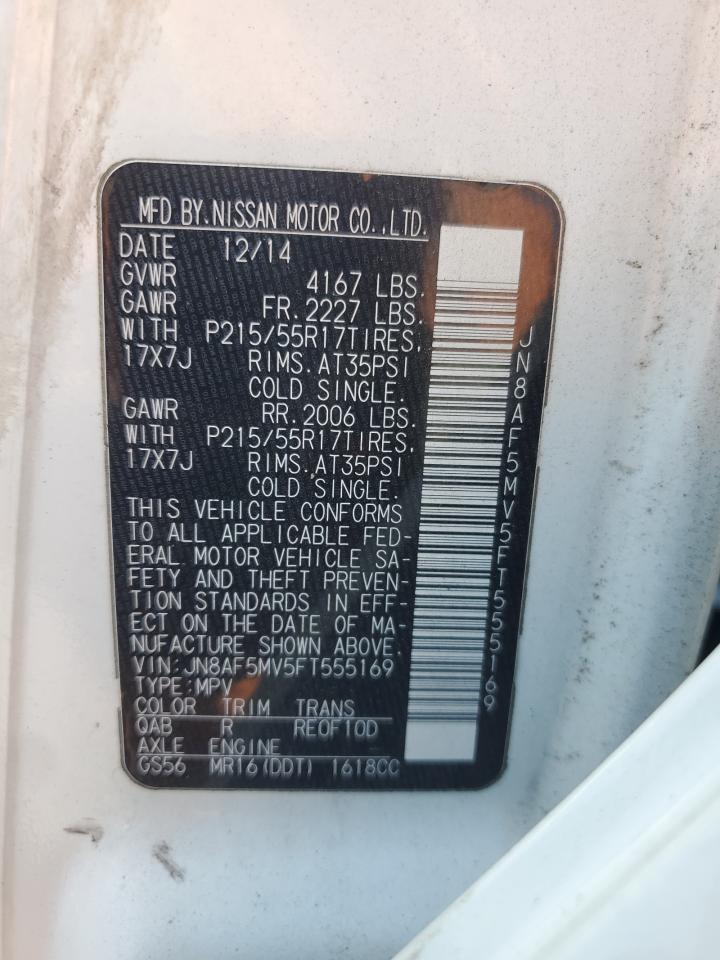 MFD BY.NISSAN MOTOR CO.,LTD.
DATE 12/14
GVWR 4167 LBS.
GAWR FR.2227 LBS.
WITH P215/55R17TIRES,
17X7J RIMS.AT35PSI
COLD SINGLE.
GAWR RR.2006 LBS.
WITH P215/55R17TIRES,
17X7J RIMS.AT35PSI
COLD SINGLE.
THIS VEHICLE CONFORMS
TO ALL APPLICABLE FED-
ERAL MOTOR VEHICLE SA-
FETY AND THEFT PREVEN-
TION STANDARDS IN EFF-
ECT ON THE DATE OF MA-
NUFACTURE SHOWN ABOVE.
VIN:JN8AF5MV5FT555169
TYPE:MPV
COLOR TRIM TRANS
QAB R RE0F10D
AXLE ENGINE
GS56 MR16(DDT) 1618CC
JN8AF5MV5FT555169